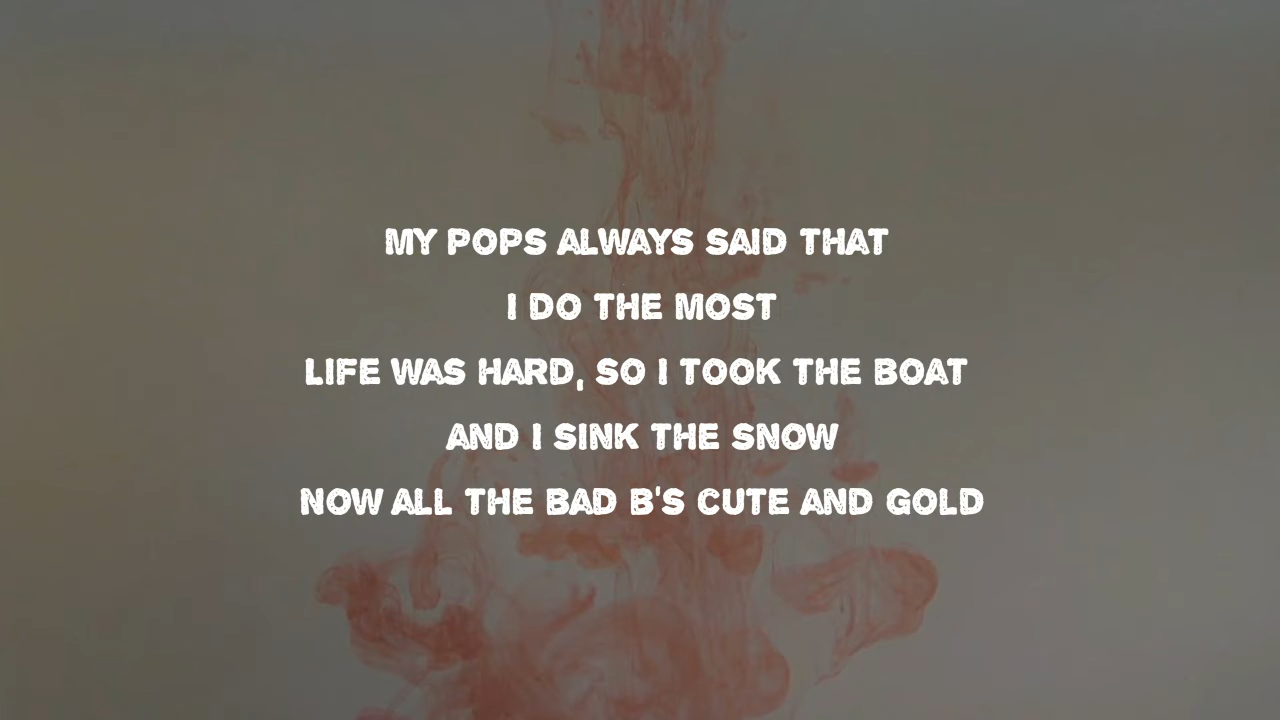 MY POPS ALWAYS SAID THAT
I DO THE MOST
LIFE WAS HARD, SO I TOOK THE BOAT
AND I SINK THE SNOW
NOW ALL THE BAD B'S CUTE AND GOLD